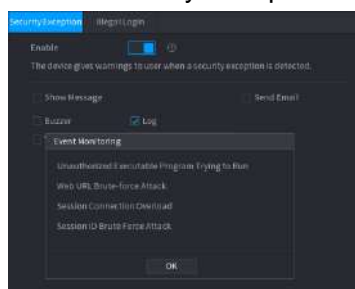 Security Exception Illegal Login
Enable
The device gives warnings to user when a security exception is detected.
Show Message Send Email
Buzzer Log
Event Monitoring
Unauthorized Executable Program Trying to Run
Web URL Brute-force Attack
Session Connection Overload
Session ID Brute Force Attack
OK